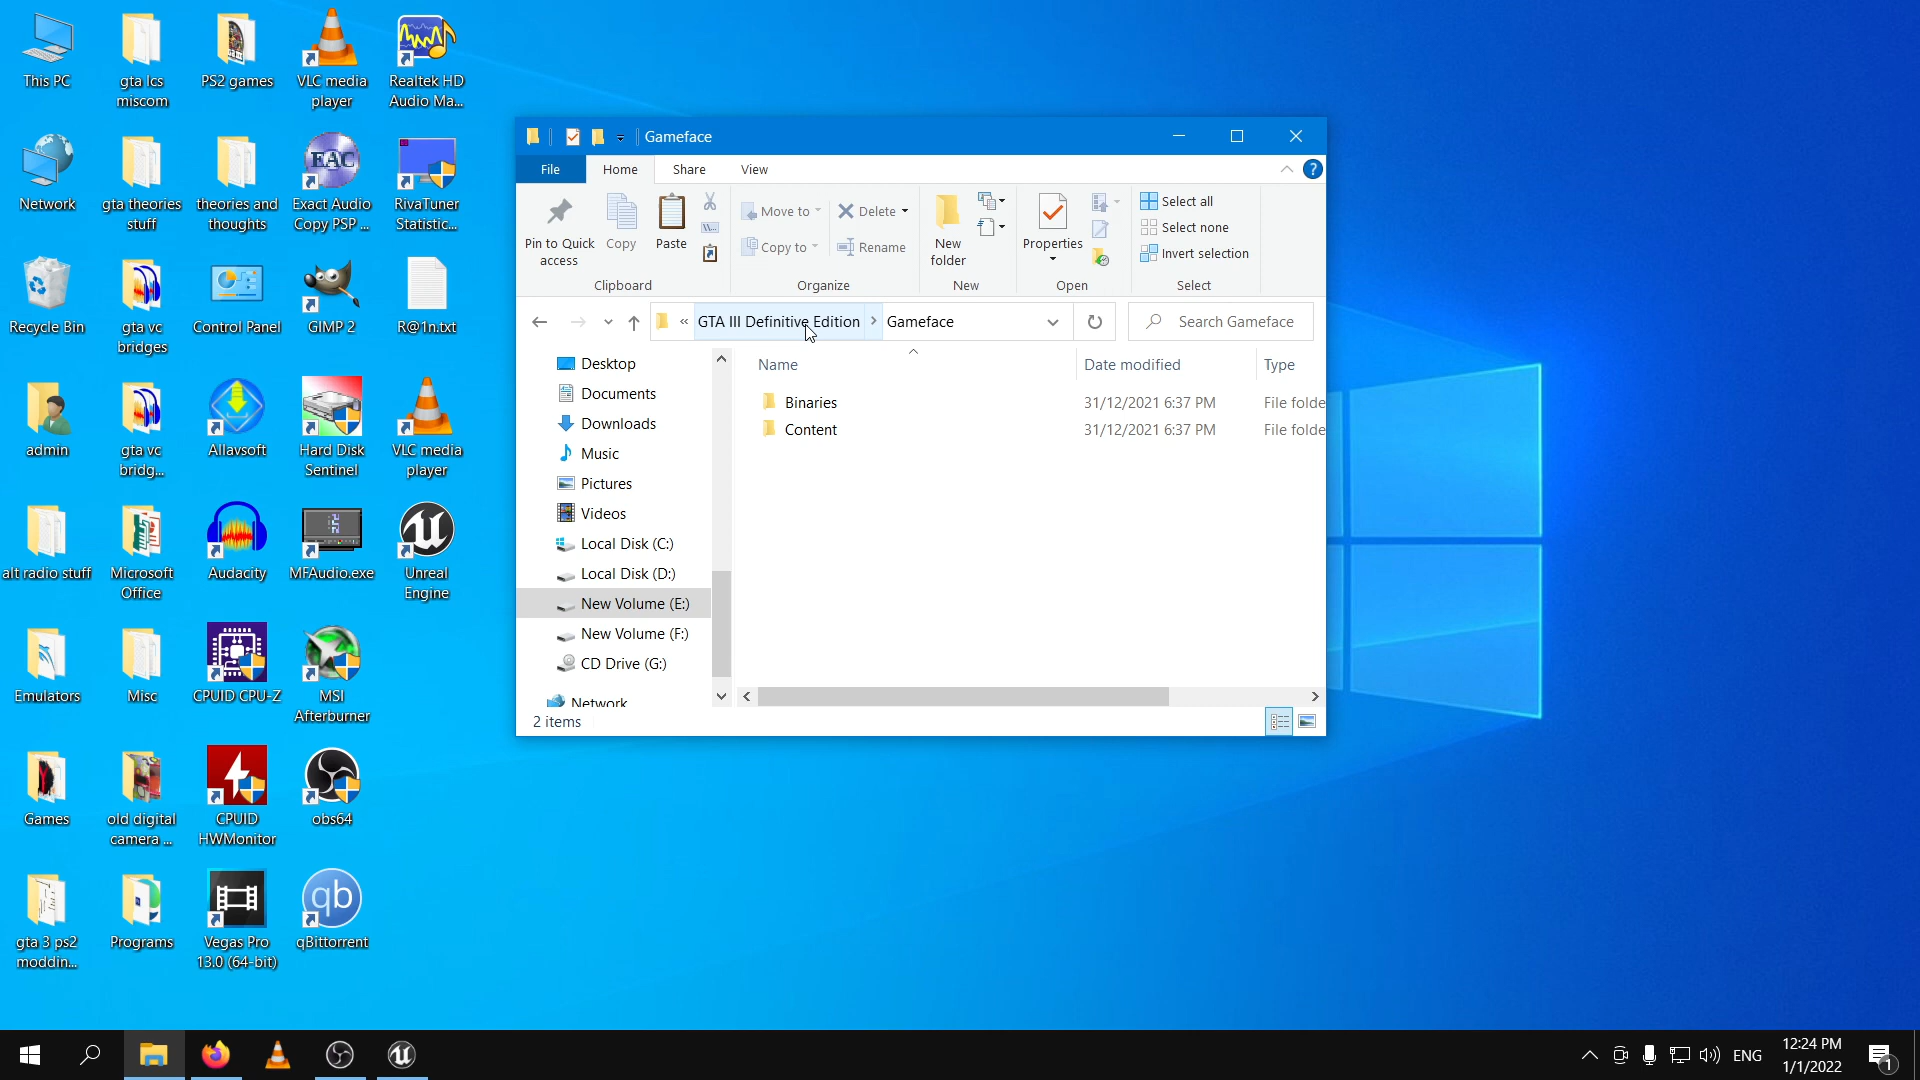 This PC
gta lcs
miscom
PS2 games
VLC media
player
Realtek HD
Audio Ma...
Network
gta theories
stuff
theories and
thoughts
EAC
Exact Audio
Copy PSP ...
RivaTuner
Statistic...
Recycle Bin
gta vc
bridges
Control Panel
GIMP 2
R@1n.txt
admin
gta vc
bridg...
Allavsoft
Hard Disk
Sentinel
VLC media
player
alt radio stuff
Microsoft
Office
Audacity
MFAudio.exe
Unreal
Engine
Emulators
Misc
CPUID CPU-Z
MSI
Afterburner
Games
old digital
camera ...
CPUID
HWMonitor
obs64
gta 3 ps2
moddin...
Programs
Vegas Pro
13.0 (64-bit)
qb
qBittorrent
Gameface
File
Home
Share
View
Pin to Quick
access
Copy
Paste
Clipboard
Move to
Copy to
Delete
Rename
Organize
New
folder
New
Properties
Open
Select all
Select none
Invert selection
Select
« GTA III Definitive Edition > Gameface
Search Gameface
Desktop
Documents
Downloads
Music
Pictures
Videos
Local Disk (C:)
Local Disk (D:)
New Volume (E:)
New Volume (F:)
CD Drive (G:)
Network
Name
Date modified
Type
Binaries
31/12/2021 6:37 PM
File folde
Content
31/12/2021 6:37 PM
File folde
2 items
ENG
12:24 PM
1/1/2022
1